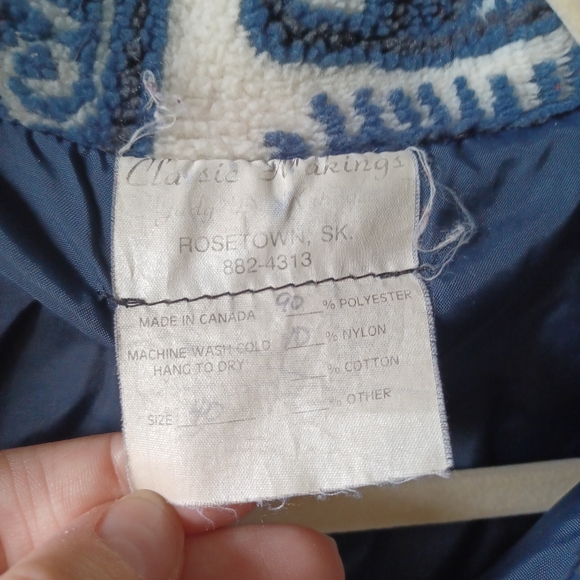 Classic Makings
Judy
ROSETOWN, SK.
882-4313
MADE IN CANADA
MACHINE WASH COLD
HANG TO DRY
SIZE
90 % POLYESTER
10 % NYLON
% COTTON
% OTHER